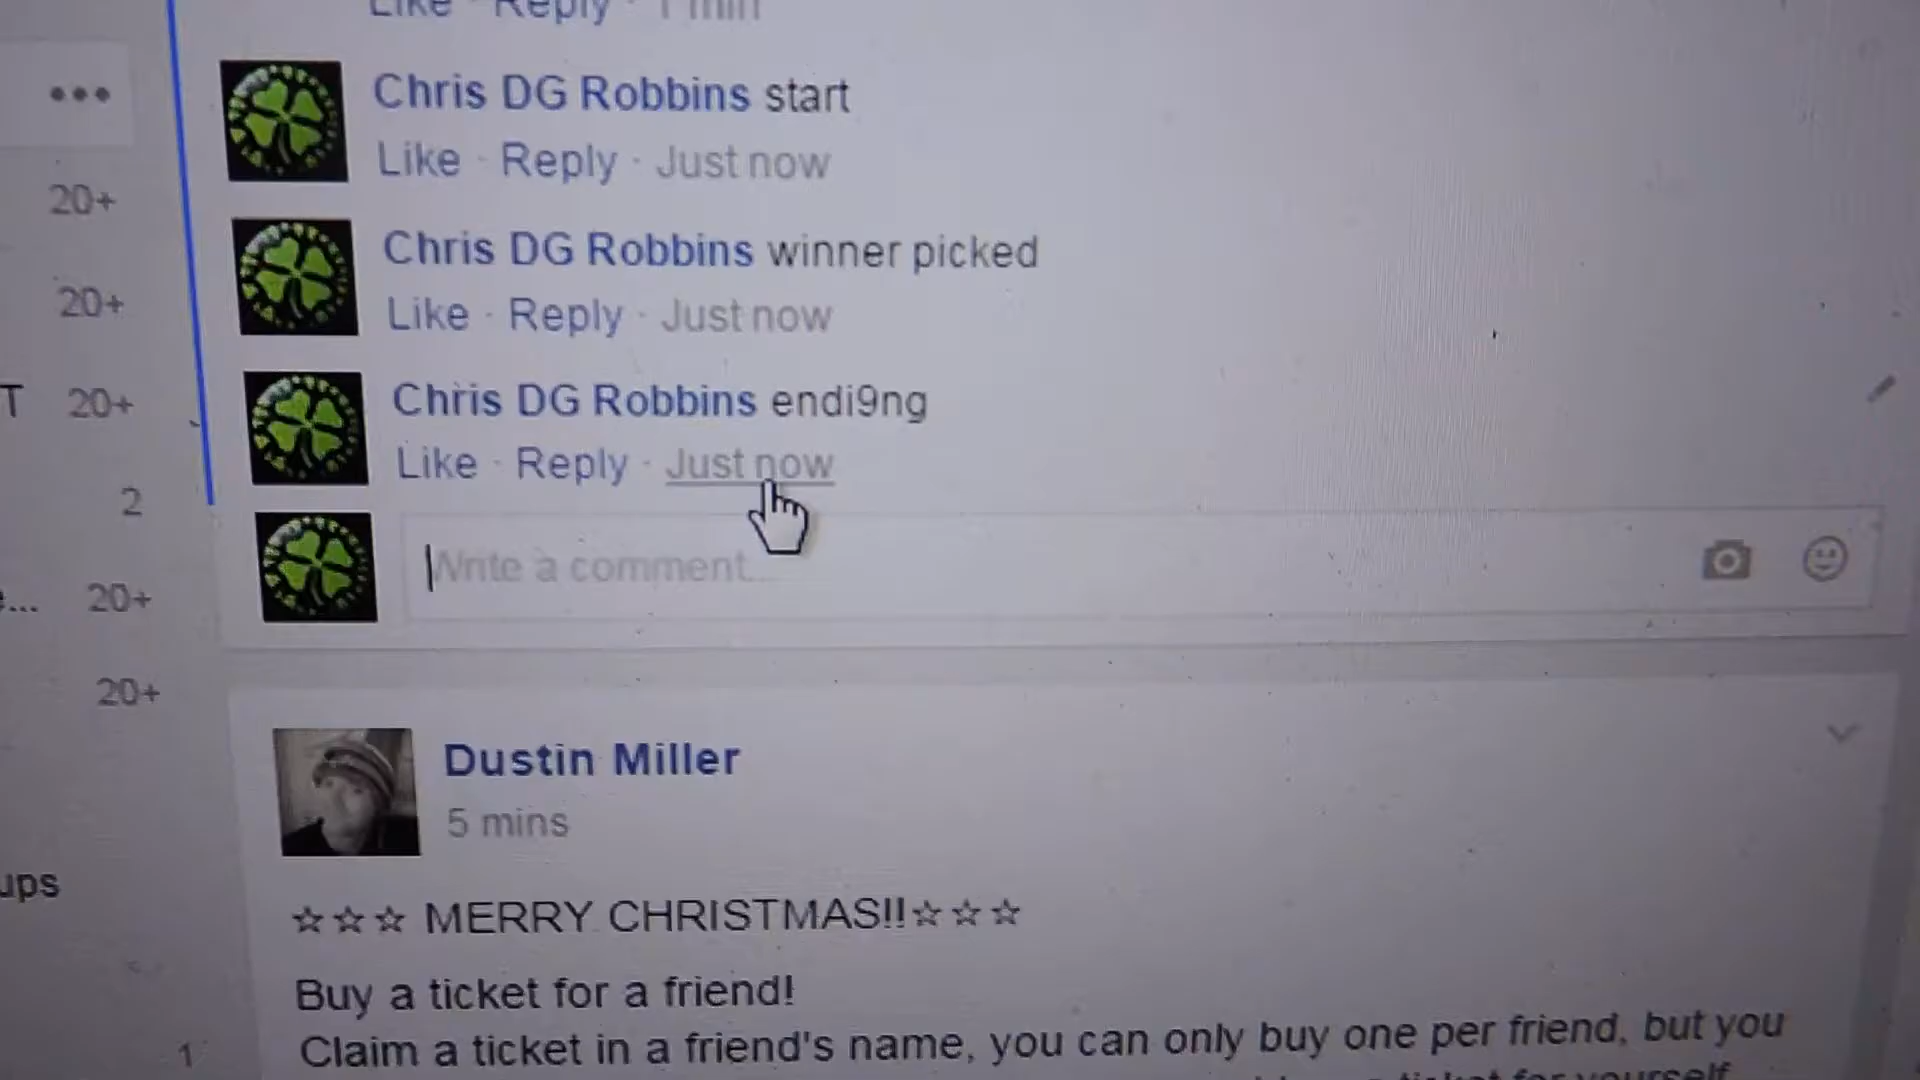 Like · Reply · 1 min
•••
Chris DG Robbins start
Like · Reply · Just now
20+
Chris DG Robbins winner picked
Like · Reply · Just now
20+
Chris DG Robbins endi9ng
T 20+
Like · Reply · Just now
2
Write a comment...
... 20+
20+
Dustin Miller
5 mins
ups
☆☆☆ MERRY CHRISTMAS!!☆☆☆
Buy a ticket for a friend!
Claim a ticket in a friend's name, you can only buy one per friend, but you
1
ticket for yourself